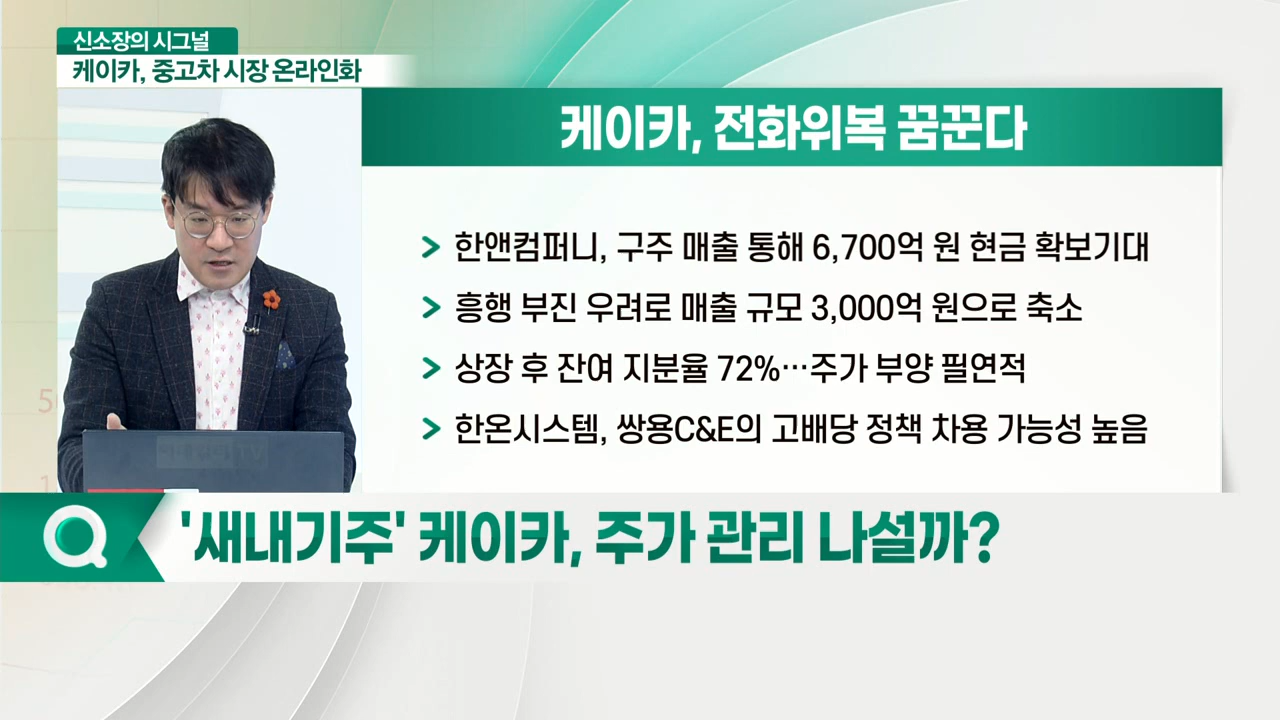 신소장의 시그널
케이카, 중고차 시장 온라인화
케이카, 전화위복 꿈꾼다
> 한앤컴퍼니, 구주 매출 통해 6,700억 원 현금 확보기대
> 흥행 부진 우려로 매출 규모 3,000억 원으로 축소
> 상장 후 잔여 지분율 72%…주가 부양 필연적
> 한온시스템, 쌍용C&E의 고배당 정책 차용 가능성 높음
'새내기주' 케이카, 주가 관리 나설까?